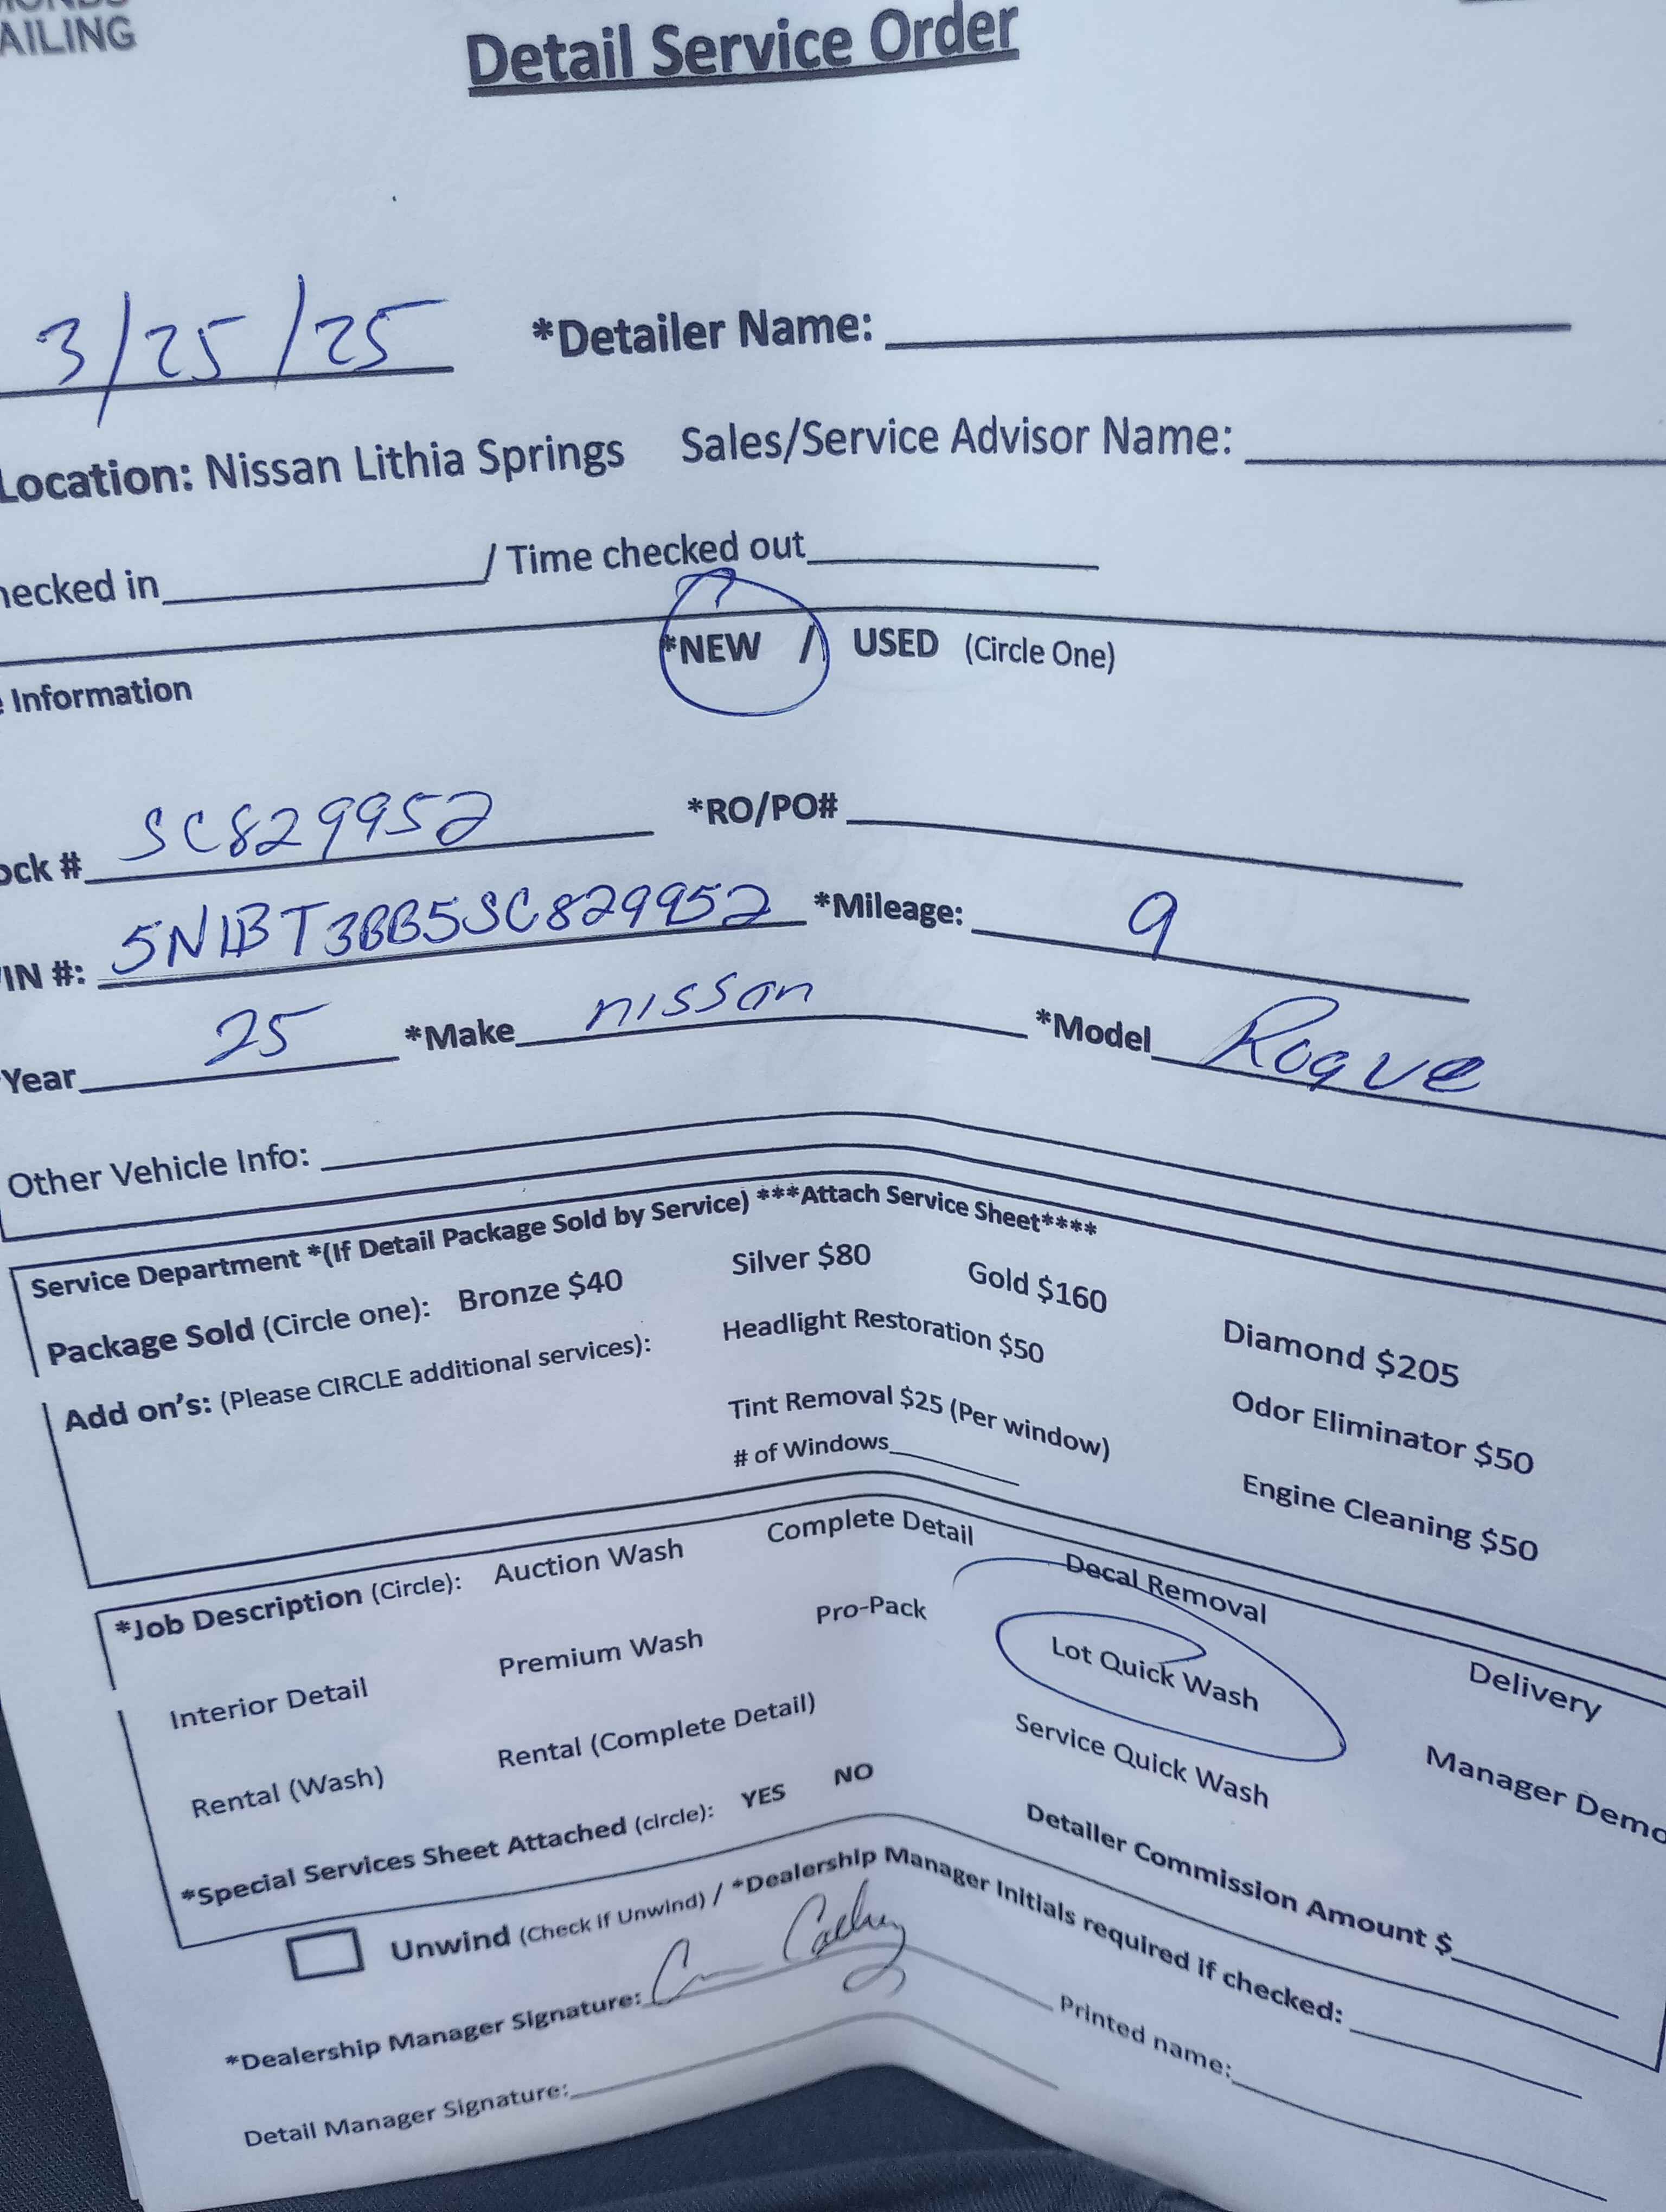 AILING
Detail Service Order
3/25/25 *Detailer Name:
Location: Nissan Lithia Springs Sales/Service Advisor Name:
hecked in / Time checked out
*NEW / USED (Circle One)
Information
ock # SC829952 *RO/PO#
IN #: 5N1BT3BB5SC829952 *Mileage: 9
Year 25 *Make nissan *Model Rogue
Other Vehicle Info:
Service Department *(If Detail Package Sold by Service) ***Attach Service Sheet****
Package Sold (Circle one): Bronze $40 Silver $80 Gold $160 Diamond $205
Add on's: (Please CIRCLE additional services): Headlight Restoration $50 Odor Eliminator $50
Tint Removal $25 (Per window) Engine Cleaning $50
# of Windows
*Job Description (Circle): Auction Wash Complete Detail Decal Removal Delivery
Interior Detail Premium Wash Pro-Pack Lot Quick Wash Manager Demo
Rental (Wash) Rental (Complete Detail) Service Quick Wash
*Special Services Sheet Attached (circle): YES NO Detailer Commission Amount $
Unwind (Check if Unwind) / *Dealership Manager Initials required if checked:
*Dealership Manager Signature: Printed name:
Detail Manager Signature: